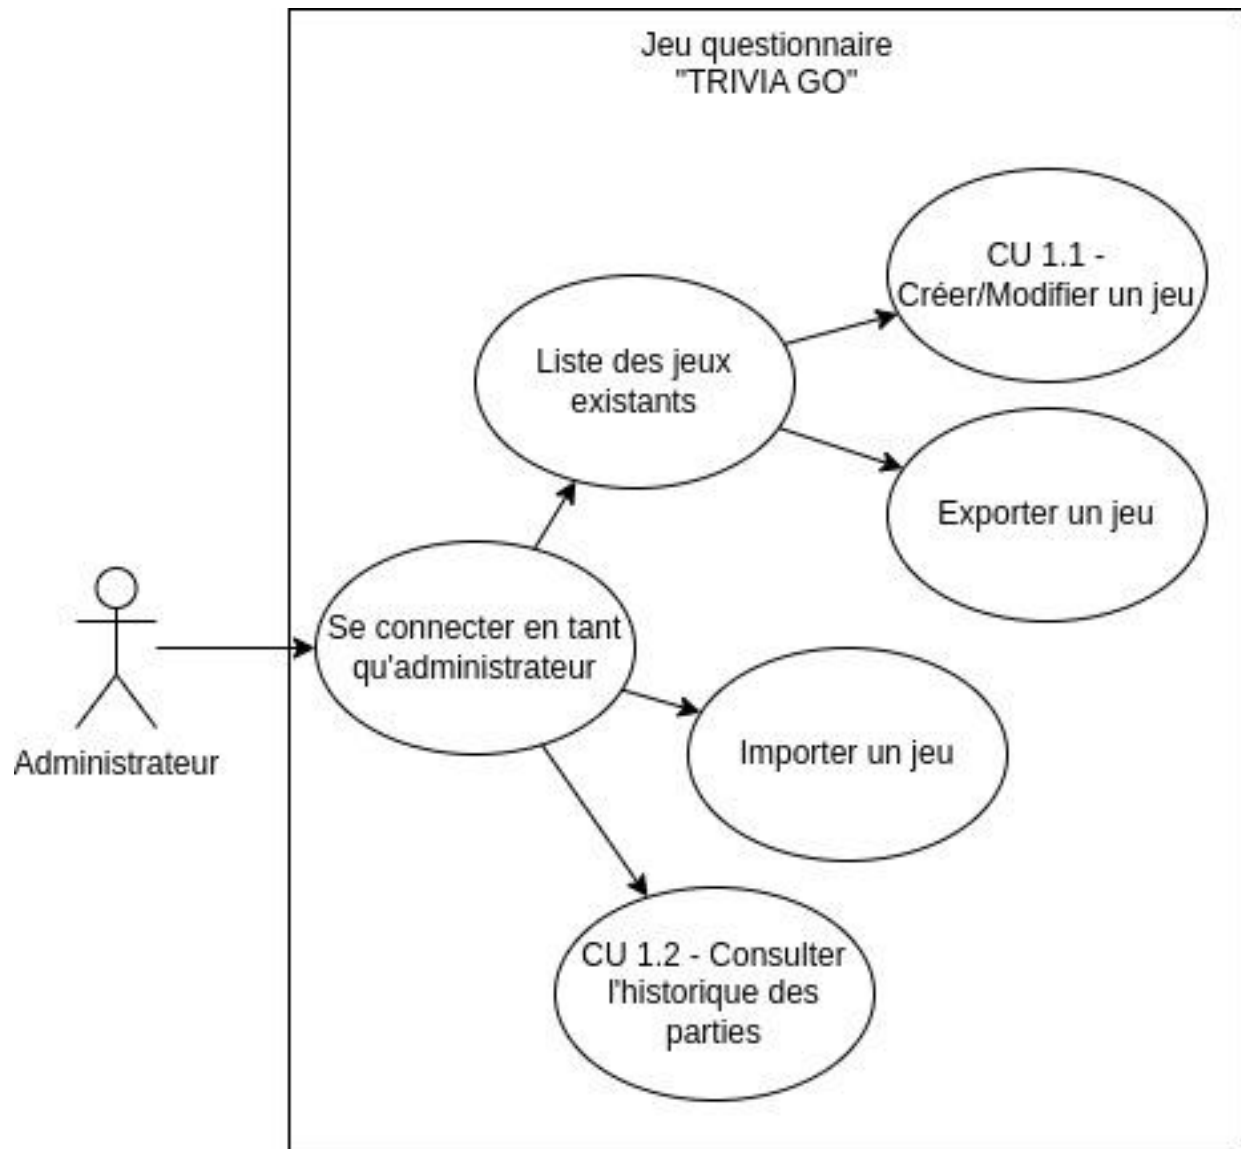 Jeu questionnaire
"TRIVIA GO"
CU 1.1 -
Créer/Modifier un jeu
Liste des jeux
existants
Exporter un jeu
Se connecter en tant
qu'administrateur
Administrateur
Importer un jeu
CU 1.2 - Consulter
l'historique des
parties